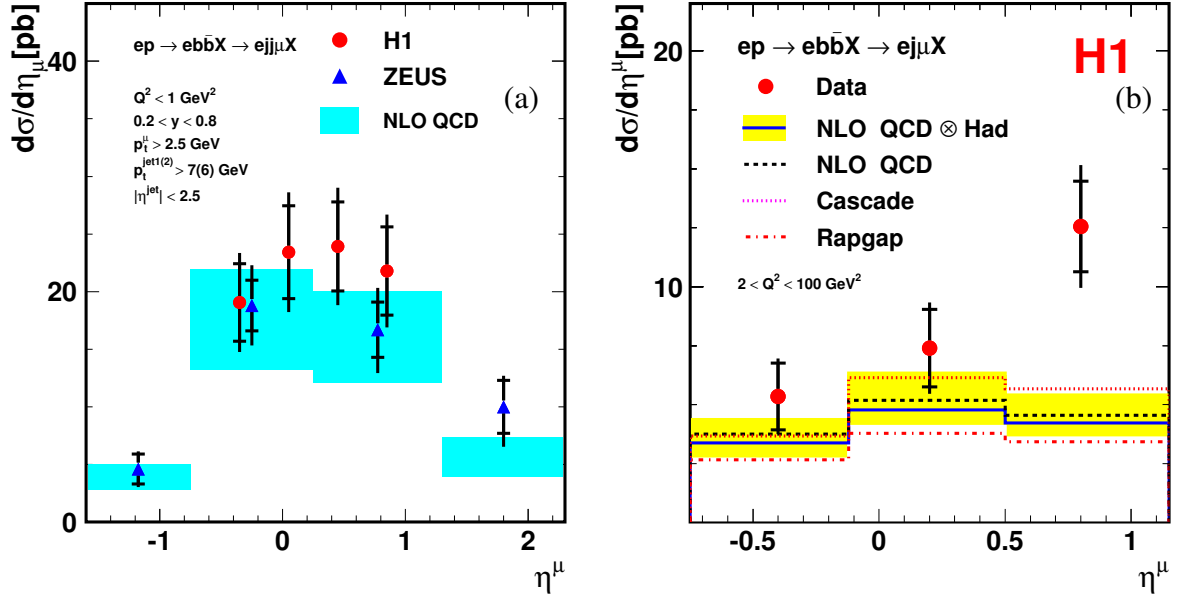 dσ/dη_μ[pb]
40
20
0
ep → ebb̄X → ejjμX
H1
ZEUS
NLO QCD
(a)
Q² < 1 GeV²
0.2 < y < 0.8
p_t^μ > 2.5 GeV
p_t^jet1(2) > 7(6) GeV
|η^jet| < 2.5
-1 0 1 2
η^μ
dσ/dη^μ[pb]
20
10
ep → ebb̄X → ejμX
H1
Data
(b)
NLO QCD ⊗ Had
NLO QCD
Cascade
Rapgap
2 < Q² < 100 GeV²
-0.5 0 0.5 1
η^μ